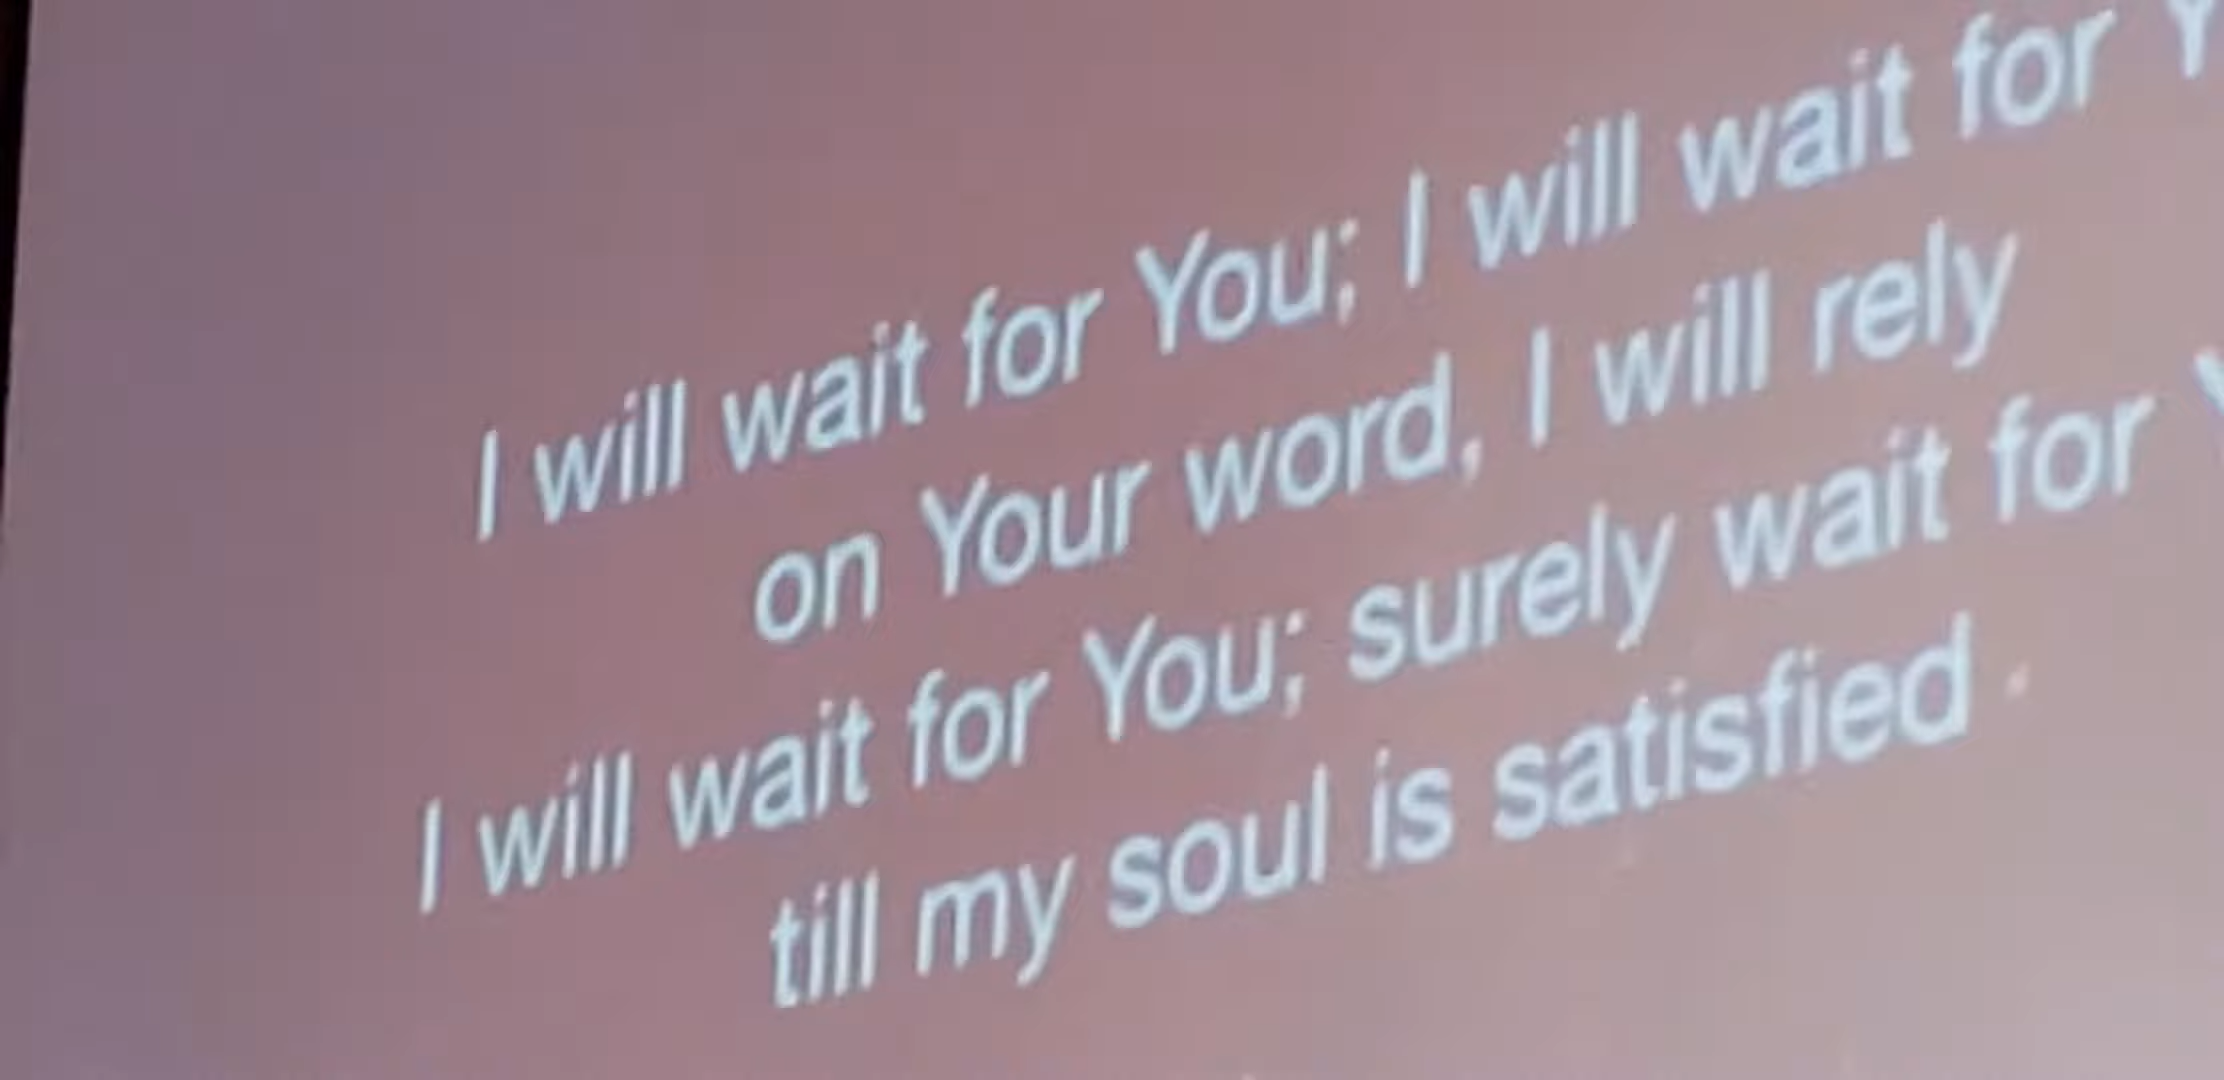 I will wait for You; I will wait for Y
on Your word, I will rely
I will wait for You; surely wait for Y
till my soul is satisfied .